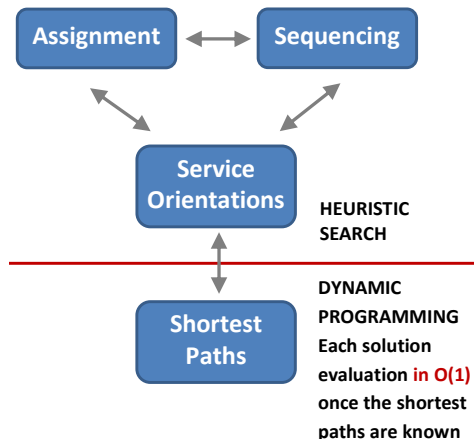 Assignment
Sequencing
Service
Orientations
HEURISTIC
SEARCH
Shortest
Paths
DYNAMIC
PROGRAMMING
Each solution
evaluation in O(1)
once the shortest
paths are known